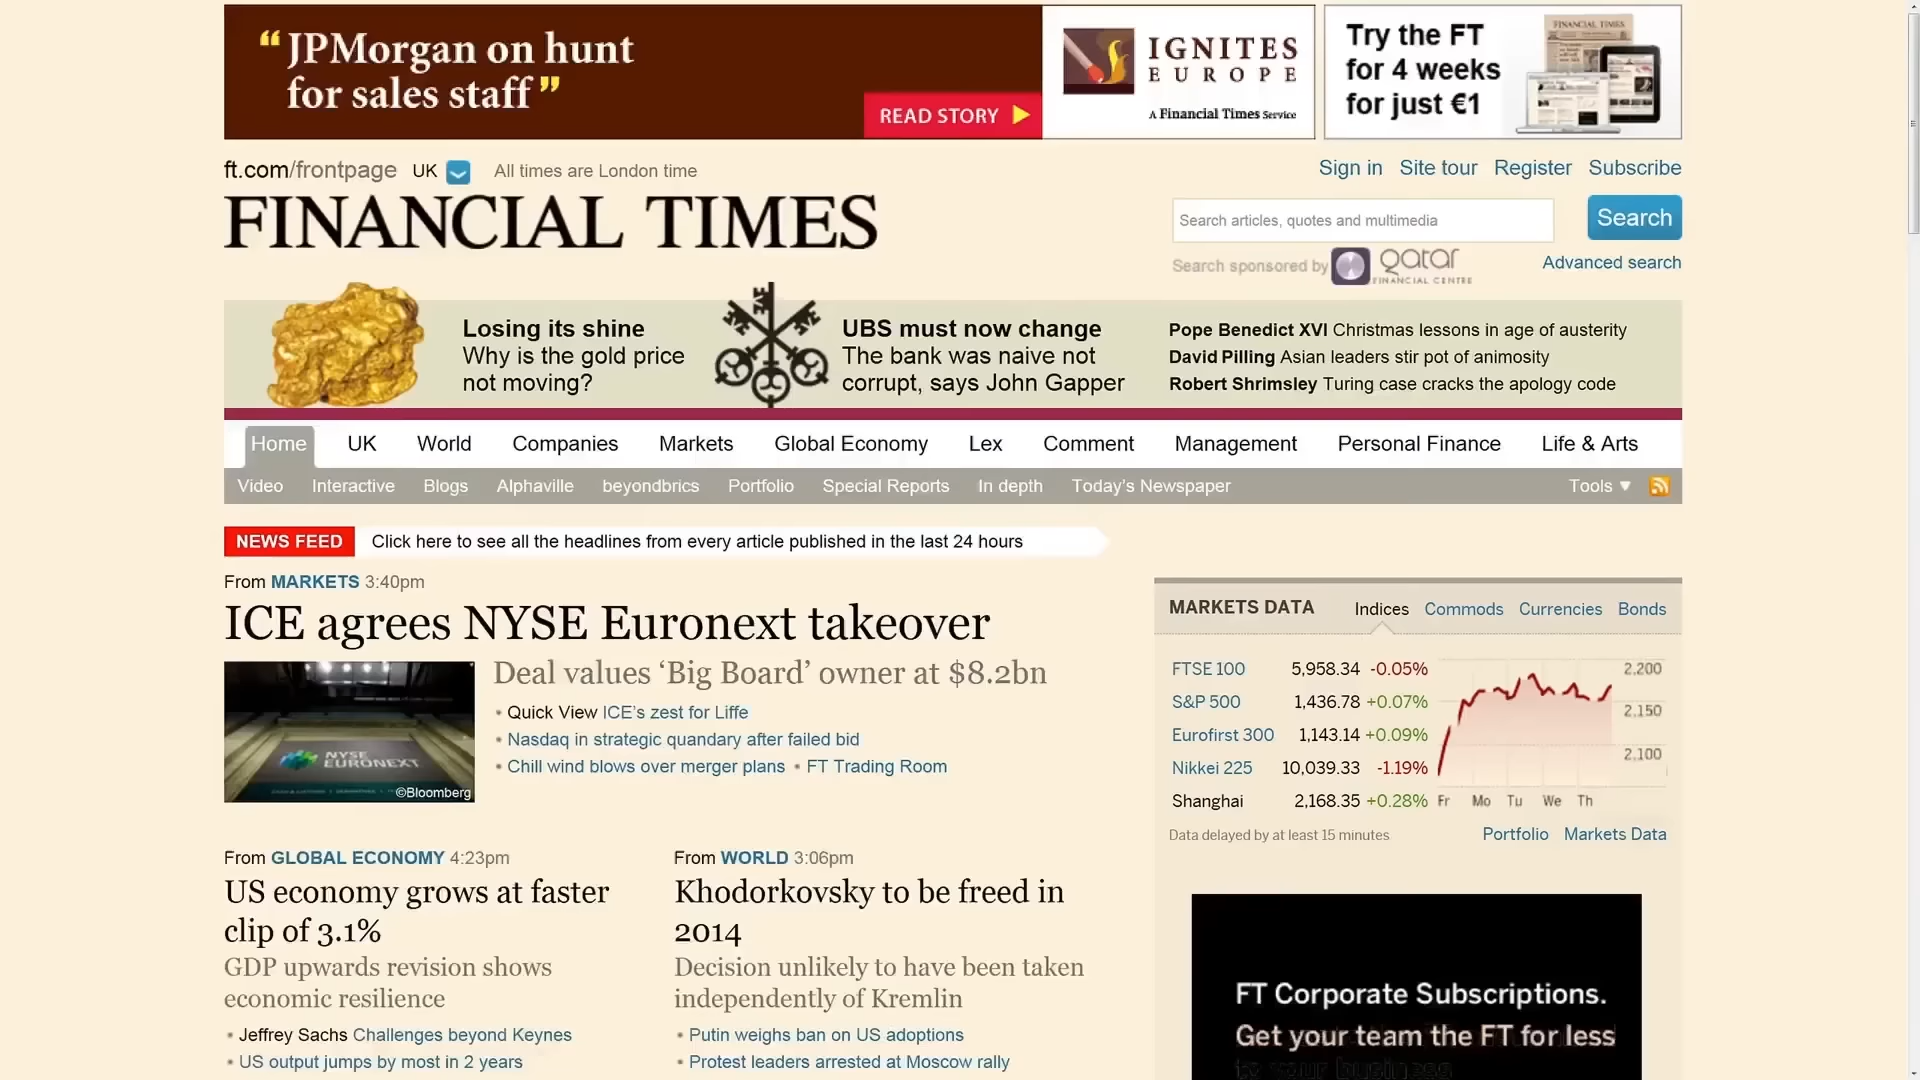 “JPMorgan on hunt
for sales staff”
READ STORY
IGNITES
EUROPE
A Financial Times Service
Try the FT
for 4 weeks
for just €1
FINANCIAL TIMES
ft.com/frontpage UK All times are London time
Sign in Site tour Register Subscribe
FINANCIAL TIMES
Search articles, quotes and multimedia
Search
Search sponsored by
Qatar
FINANCIAL CENTRE
Advanced search
Losing its shine
Why is the gold price
not moving?
UBS must now change
The bank was naive not
corrupt, says John Gapper
Pope Benedict XVI Christmas lessons in age of austerity
David Pilling Asian leaders stir pot of animosity
Robert Shrimsley Turing case cracks the apology code
Home UK World Companies Markets Global Economy Lex Comment Management Personal Finance Life & Arts
Video Interactive Blogs Alphaville beyondbrics Portfolio Special Reports In depth Today's Newspaper Tools
NEWS FEED Click here to see all the headlines from every article published in the last 24 hours
From MARKETS 3:40pm
ICE agrees NYSE Euronext takeover
NYSE
EURONEXT
©Bloomberg
Deal values ‘Big Board’ owner at $8.2bn
• Quick View ICE's zest for Liffe
• Nasdaq in strategic quandary after failed bid
• Chill wind blows over merger plans • FT Trading Room
From GLOBAL ECONOMY 4:23pm
US economy grows at faster
clip of 3.1%
GDP upwards revision shows
economic resilience
• Jeffrey Sachs Challenges beyond Keynes
• US output jumps by most in 2 years
From WORLD 3:06pm
Khodorkovsky to be freed in
2014
Decision unlikely to have been taken
independently of Kremlin
• Putin weighs ban on US adoptions
• Protest leaders arrested at Moscow rally
MARKETS DATA Indices Commods Currencies Bonds
FTSE 100 5,958.34 -0.05%
S&P 500 1,436.78 +0.07%
Eurofirst 300 1,143.14 +0.09%
Nikkei 225 10,039.33 -1.19%
Shanghai 2,168.35 +0.28%
2,200
2,150
2,100
Fr Mo Tu We Th
Data delayed by at least 15 minutes
Portfolio Markets Data
FT Corporate Subscriptions.
Get your team the FT for less
to your business